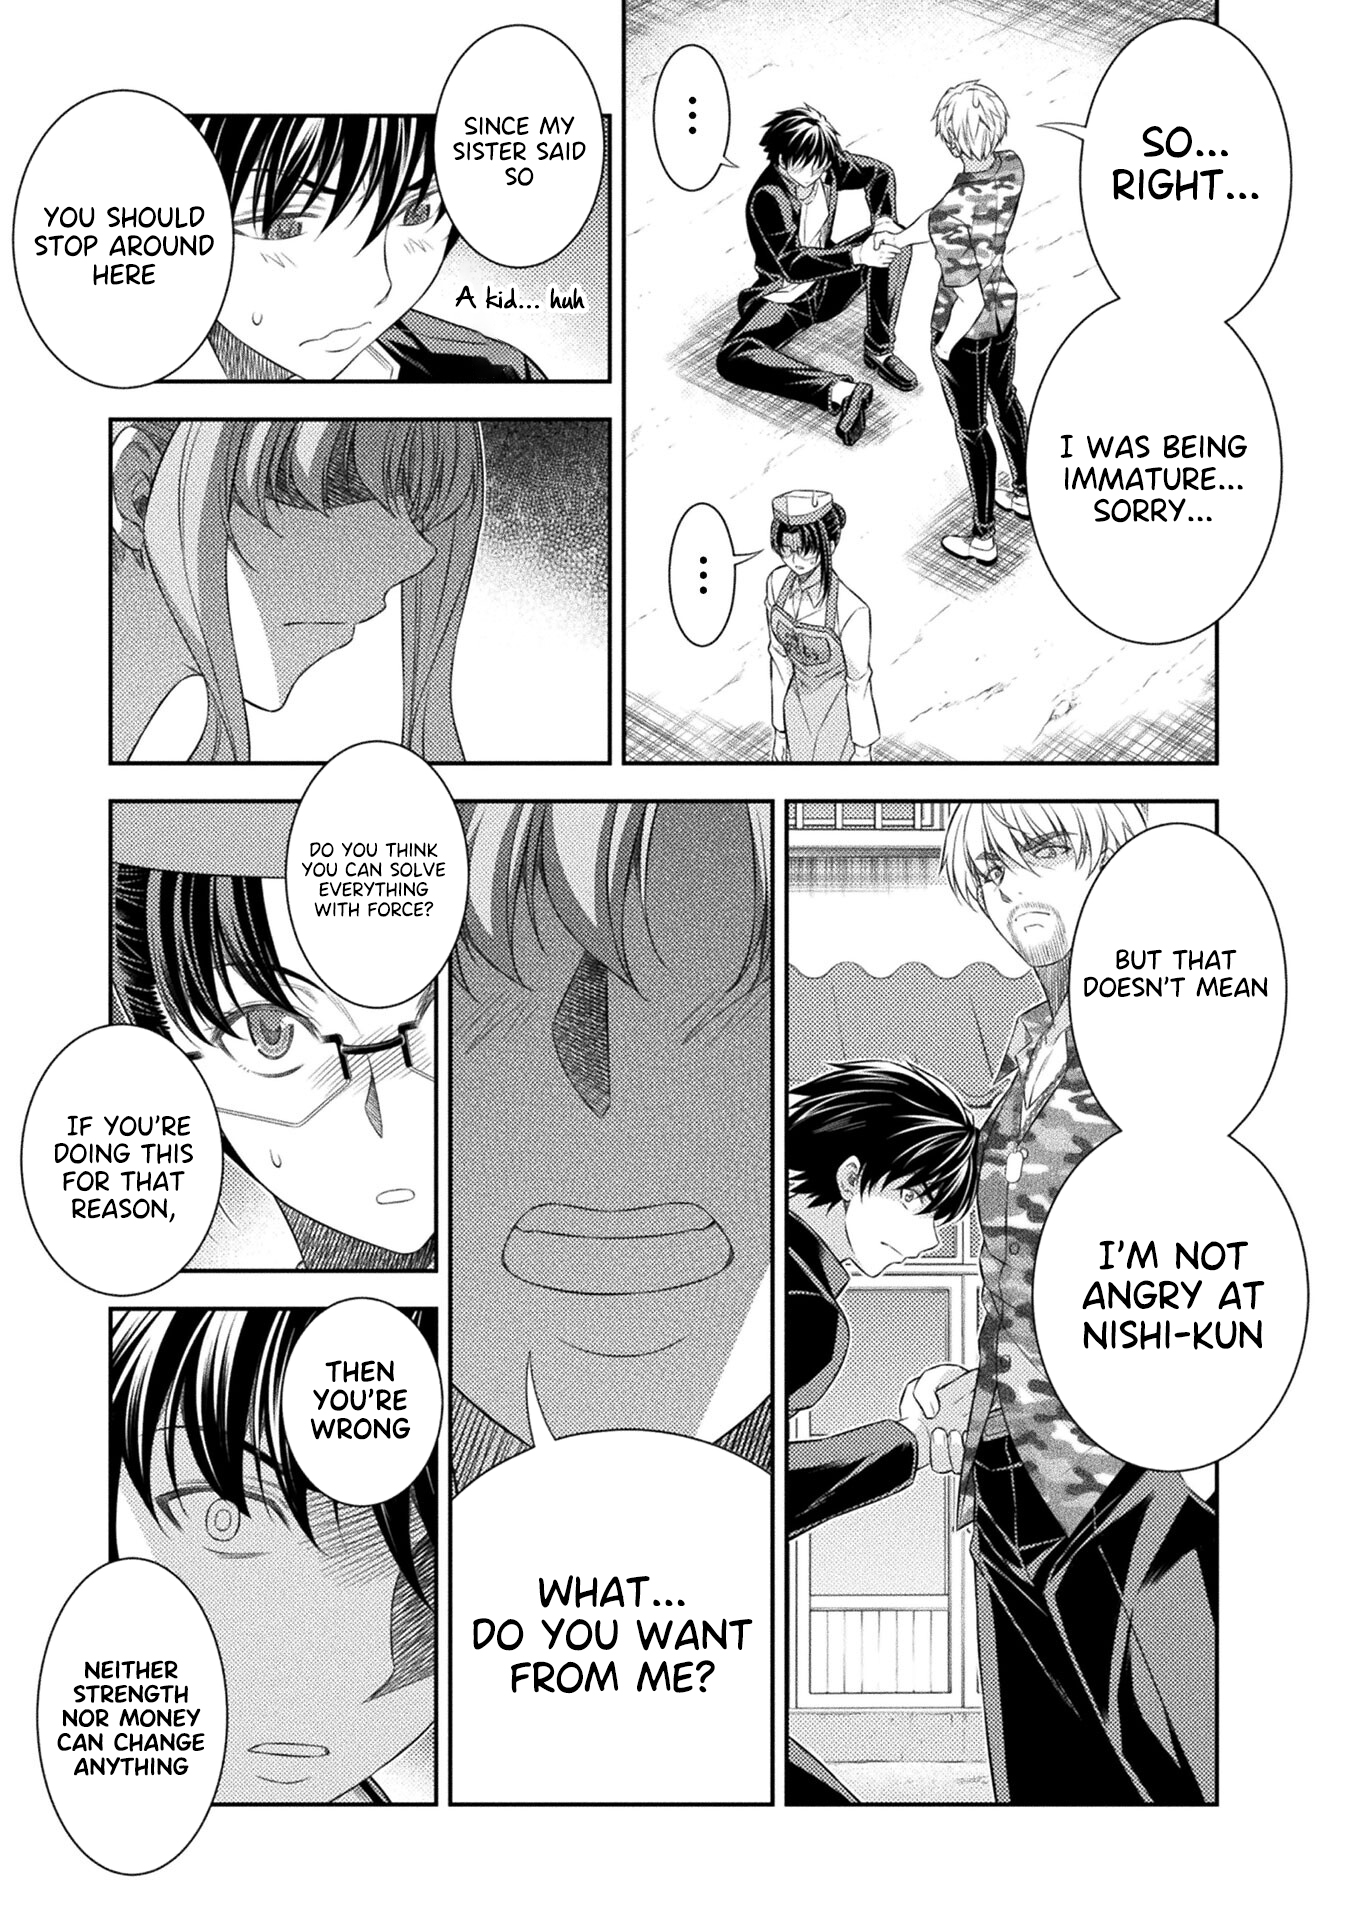 SO...
RIGHT...
⋮
I WAS BEING
IMMATURE...
SORRY...
⋮
SINCE MY
SISTER SAID
SO
A kid... huh
YOU SHOULD
STOP AROUND
HERE
BUT THAT
DOESN'T MEAN
I'M NOT
ANGRY AT
NISHI-KUN
WHAT...
DO YOU WANT
FROM ME?
DO YOU THINK
YOU CAN SOLVE
EVERYTHING
WITH FORCE?
IF YOU'RE
DOING THIS
FOR THAT
REASON,
THEN
YOU'RE
WRONG
NEITHER
STRENGTH
NOR MONEY
CAN CHANGE
ANYTHING